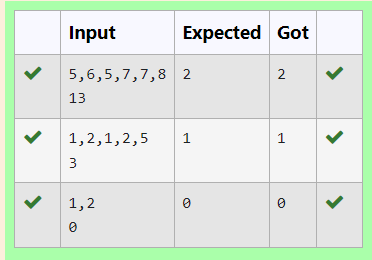 Input Expected Got
5,6,5,7,7,8 2 2
13
1,2,1,2,5 1 1
3
1,2 0 0
0